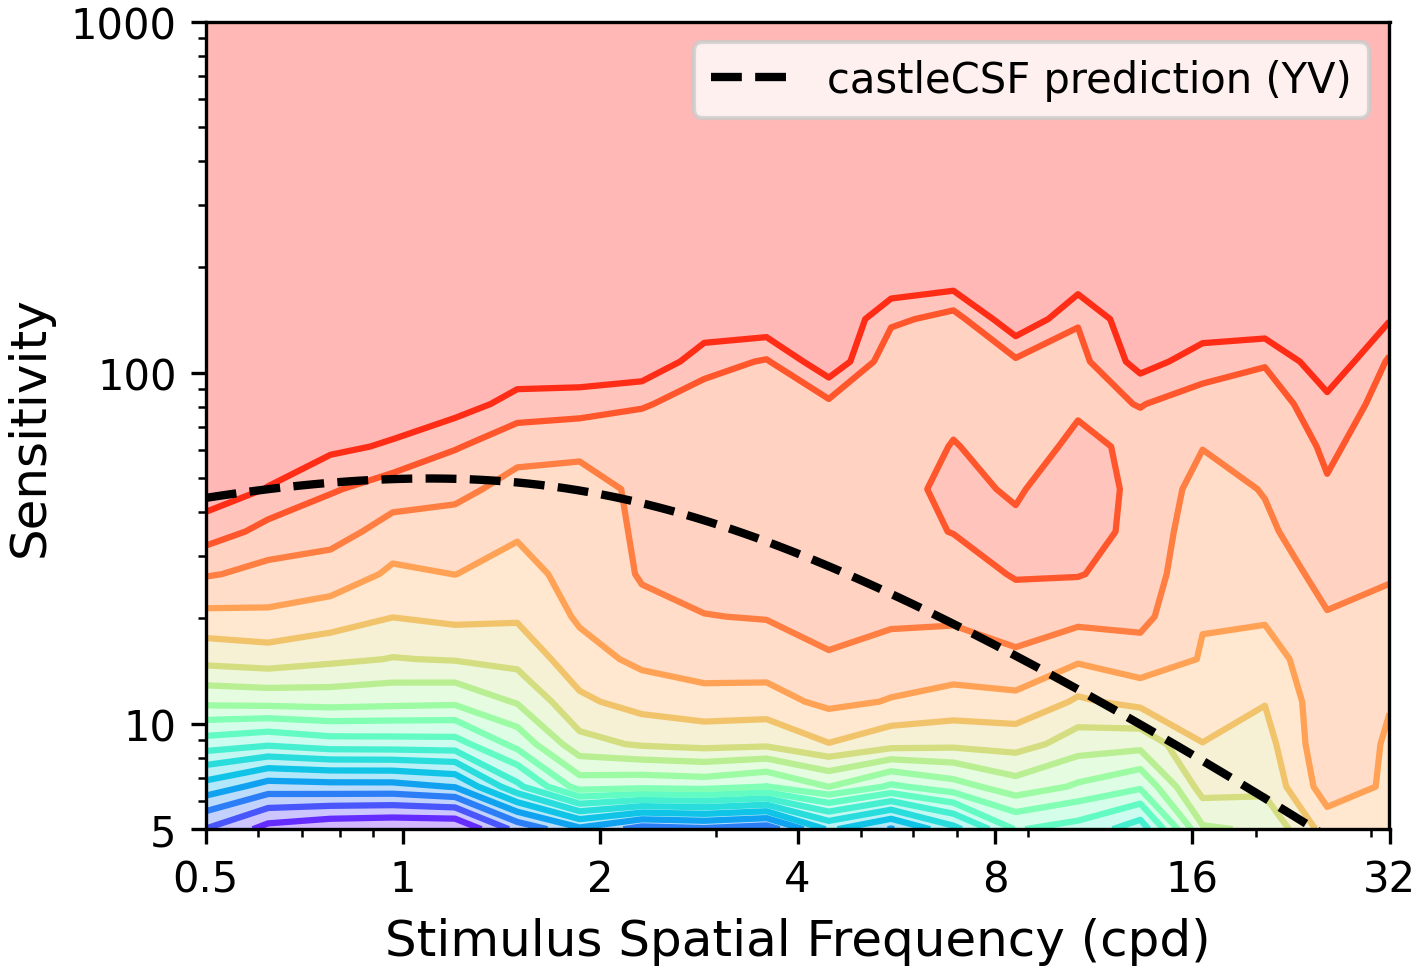 1000
castleCSF prediction (YV)
100
Sensitivity
10
5
0.5 1 2 4 8 16 32
Stimulus Spatial Frequency (cpd)